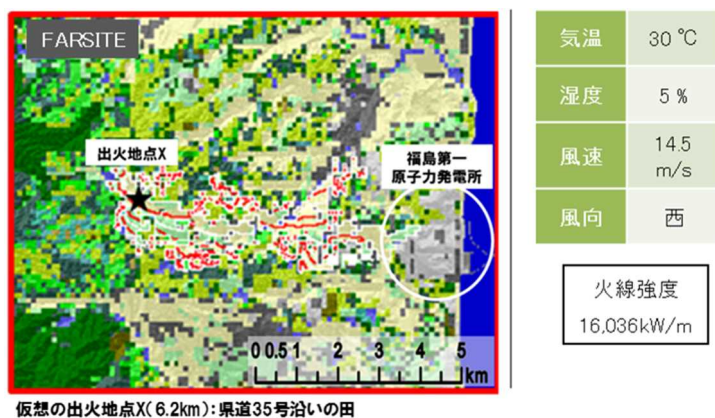 FARSITE
出火地点X
福島第一
原子力発電所
0 0.5 1 2 3 4 5
km
仮想の出火地点X(6.2km):県道35号沿いの田
気温 30 ℃
湿度 5 %
風速 14.5
m/s
風向 西
火線強度
16,036kW/m